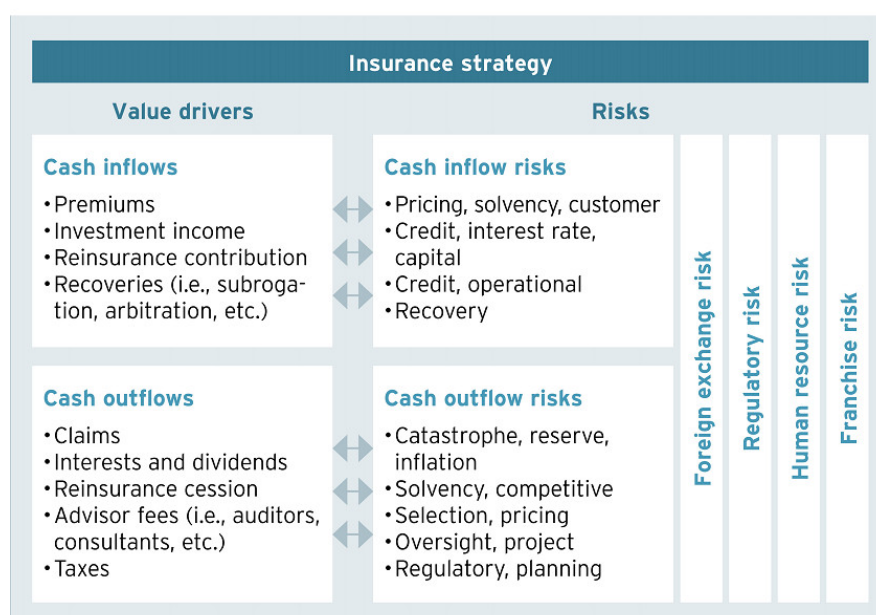 Insurance strategy
Value drivers
Risks
Cash inflows
• Premiums
• Investment income
• Reinsurance contribution
• Recoveries (i.e., subroga-
tion, arbitration, etc.)
Cash inflow risks
• Pricing, solvency, customer
• Credit, interest rate,
capital
• Credit, operational
• Recovery
Cash outflows
• Claims
• Interests and dividends
• Reinsurance cession
• Advisor fees (i.e., auditors,
consultants, etc.)
• Taxes
Cash outflow risks
• Catastrophe, reserve,
inflation
• Solvency, competitive
• Selection, pricing
• Oversight, project
• Regulatory, planning
Foreign exchange risk
Regulatory risk
Human resource risk
Franchise risk